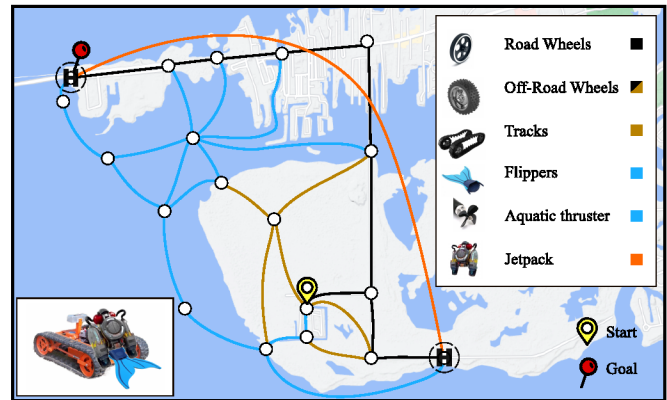 Road Wheels
Off-Road Wheels
Tracks
Flippers
Aquatic thruster
Jetpack
Start
Goal
H
H